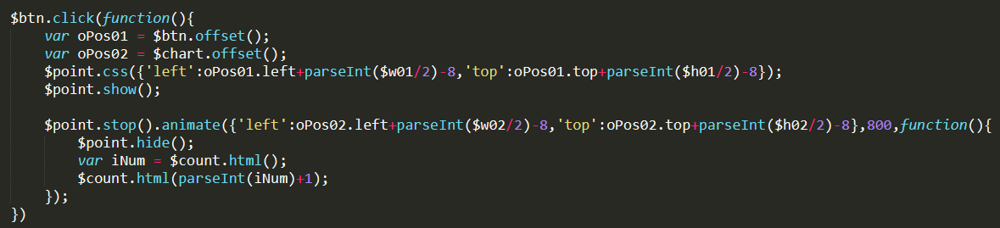 $btn.click(function(){
    var oPos01 = $btn.offset();
    var oPos02 = $chart.offset();
    $point.css({'left':oPos01.left+parseInt($w01/2)-8,'top':oPos01.top+parseInt($h01/2)-8});
    $point.show();

    $point.stop().animate({'left':oPos02.left+parseInt($w02/2)-8,'top':oPos02.top+parseInt($h02/2)-8},800,function(){
        $point.hide();
        var iNum = $count.html();
        $count.html(parseInt(iNum)+1);
    });
})